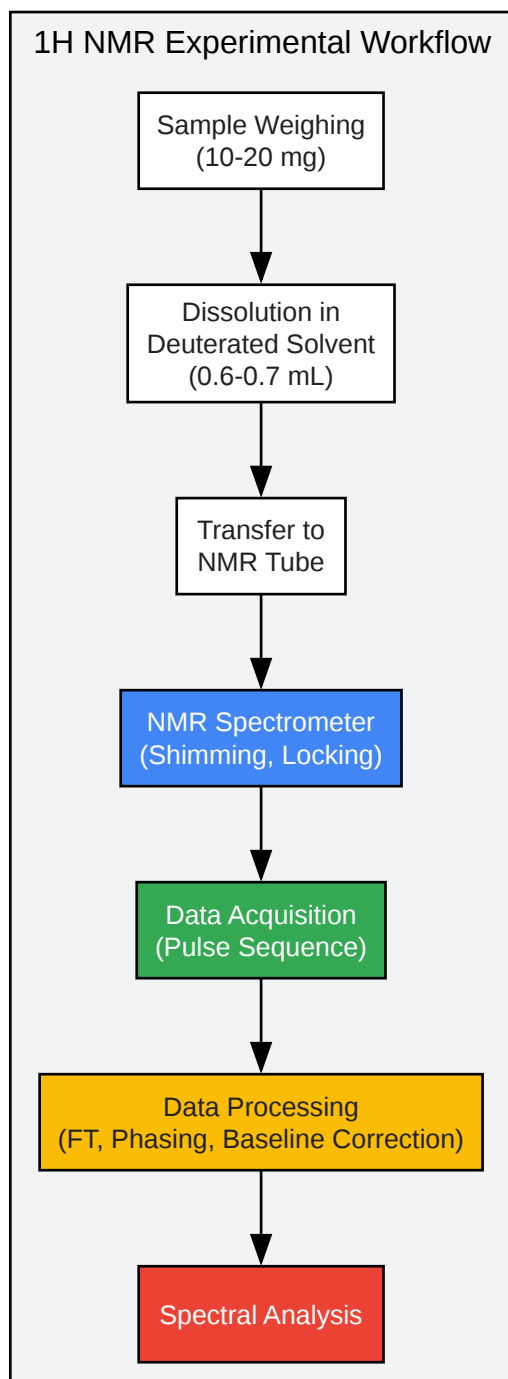 1H NMR Experimental Workflow
Sample Weighing
(10-20 mg)
Dissolution in
Deuterated Solvent
(0.6-0.7 mL)
Transfer to
NMR Tube
NMR Spectrometer
(Shimming, Locking)
Data Acquisition
(Pulse Sequence)
Data Processing
(FT, Phasing, Baseline Correction)
Spectral Analysis